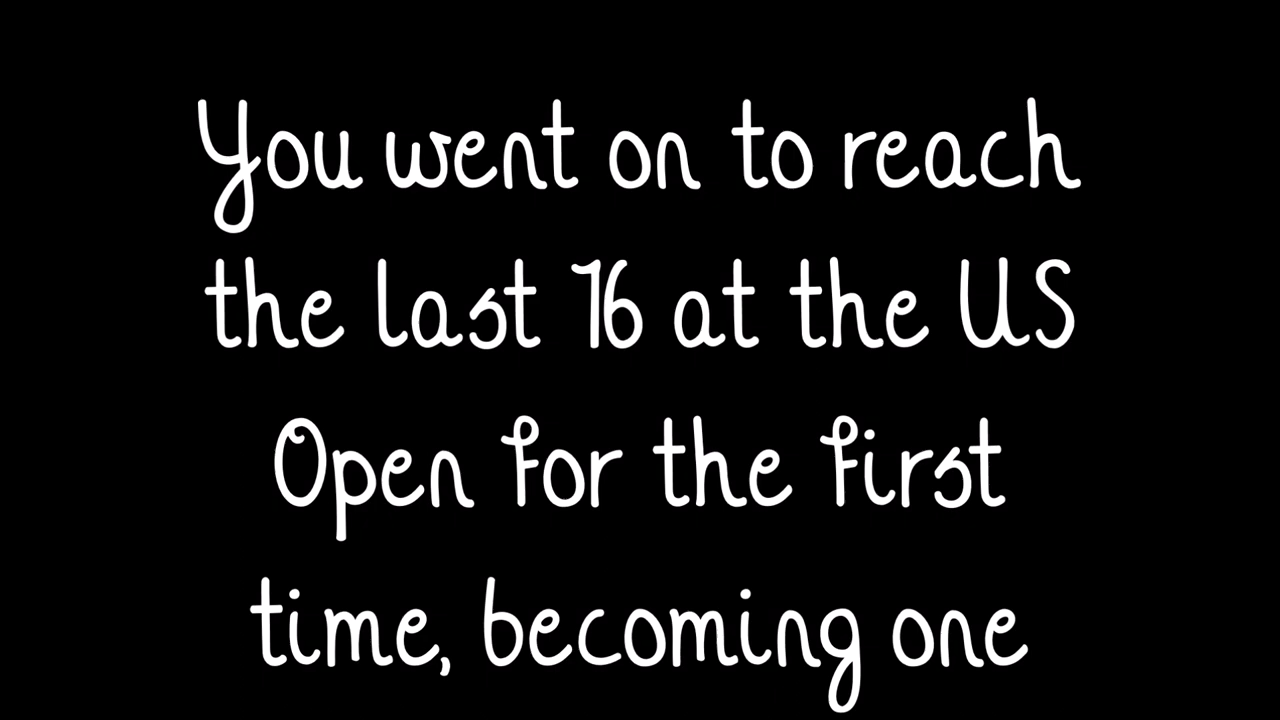 You went on to reach
the last 16 at the US
Open for the first
time, becoming one